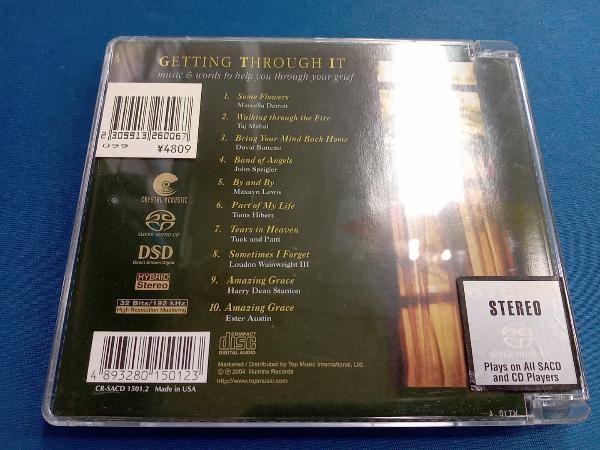 GETTING THROUGH IT
music & words to help you through your grief
1. Some Flowers
Marcella Detroit
2. Walking through the Fire
Taj Mahal
3. Bring Your Mind Back Home
David Batteau
4. Band of Angels
John Speigler
5. By and By
Maxayn Lewis
6. Part of My Life
Toots Hibert
7. Tears in Heaven
Tuck and Patti
8. Sometimes I Forget
Loudon Wainwright III
9. Amazing Grace
Harry Dean Stanton
10. Amazing Grace
Ester Austin
2305913260067
099
¥4809
CRYSTAL ACOUSTIC
SUPER AUDIO CD
DSD
Direct Stream Digital
HYBRID
Stereo
32 Bits/192 kHz
High Resolution Mastering
4893280150123
CR-SACD 1501.2 Made in USA
COMPACT
disc
DIGITAL AUDIO
Marketed / Distributed by Top Music International, Ltd.
©℗ 2004 Illumine Records
http://www.topmusic.com
STEREO
SUPER AUDIO CD
Plays on All SACD
and CD Players